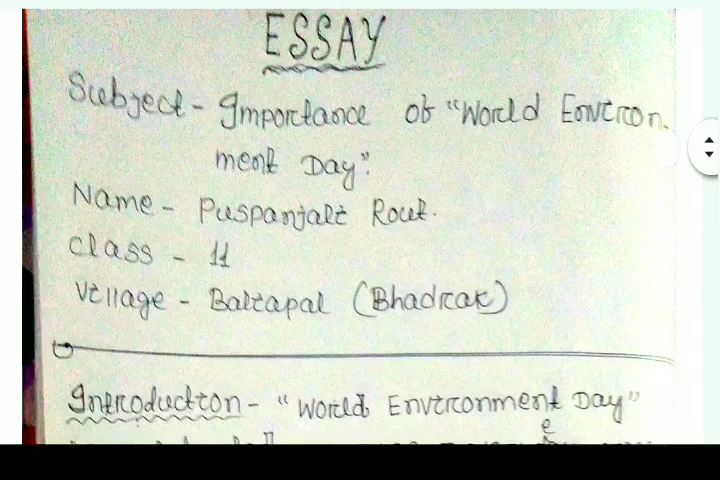 ESSAY
Subject - Importance of "World Environ-
ment Day".
Name - Puspanjali Rout.
Class - 11
Village - Baliapal (Bhadrak)
Introduction - "World Environment Day"